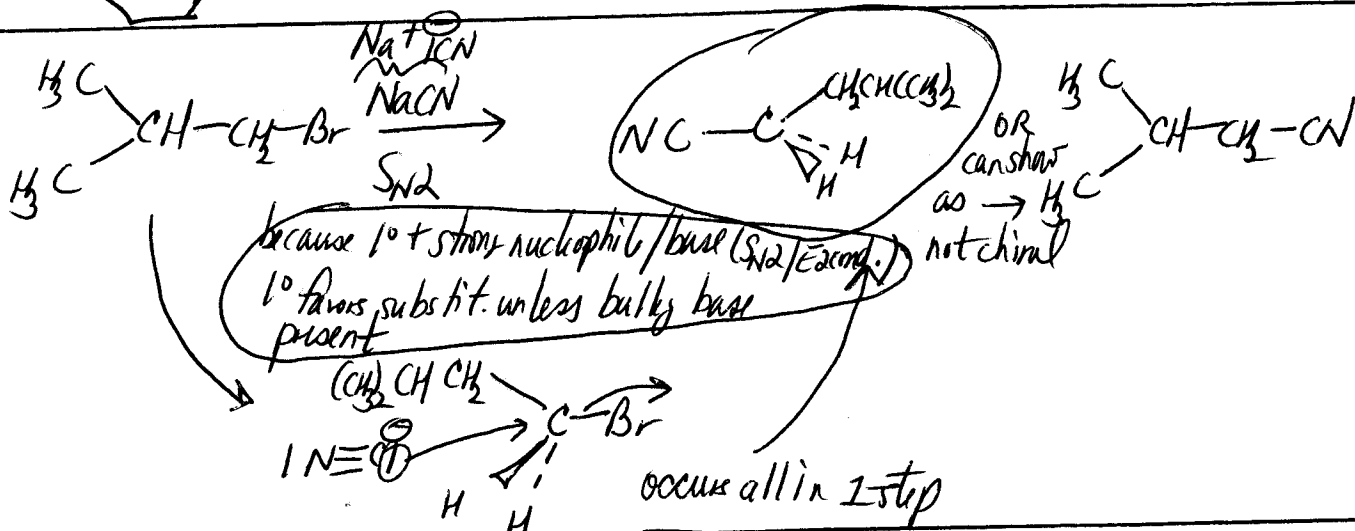 Na⁺ ⊖|CN
NaCN
H₃C
CH–CH₂–Br
H₃C
SN2
NC–C
CH₂CH(CH₃)₂
H
H
OR
can show
as →
not chiral
H₃C
CH–CH₂–CN
H₃C
because 1° + strong nucleophil/base (SN2/E2 cond.)
1° favors substit. unless bulky base
present
(CH₃)₂CHCH₂
C–Br
|N≡C|⊖
H
H
occurs all in 1 step